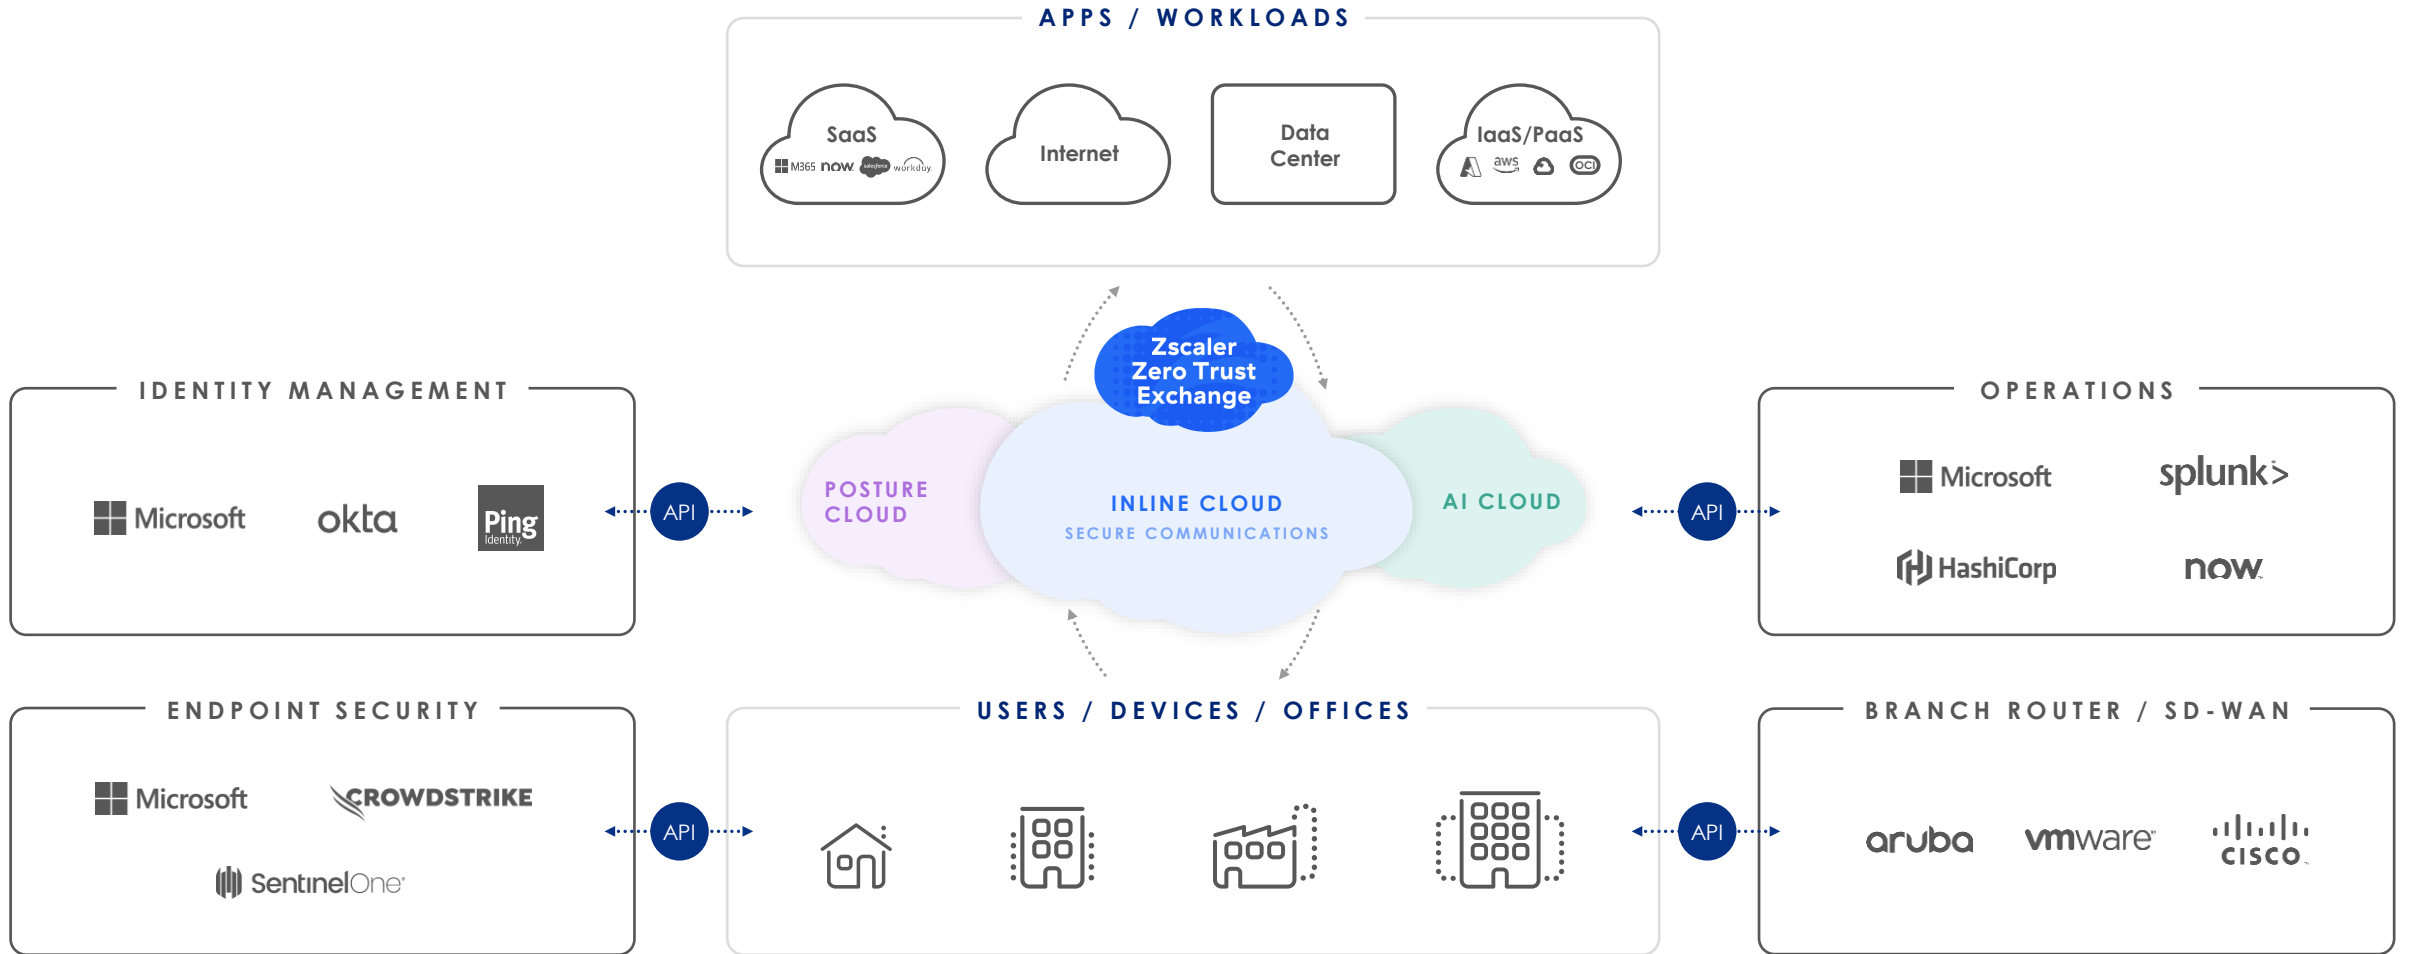 APPS / WORKLOADS
SaaS
M365 now salesforce workday.
Internet
Data
Center
IaaS/PaaS
aws OCI
Zscaler
Zero Trust
Exchange
IDENTITY MANAGEMENT
Microsoft okta Ping
Identity.
API
POSTURE
CLOUD
INLINE CLOUD
SECURE COMMUNICATIONS
AI CLOUD
API
OPERATIONS
Microsoft splunk>
HashiCorp now
ENDPOINT SECURITY
Microsoft CROWDSTRIKE
SentinelOne
API
USERS / DEVICES / OFFICES
API
BRANCH ROUTER / SD-WAN
aruba vmware
CISCO